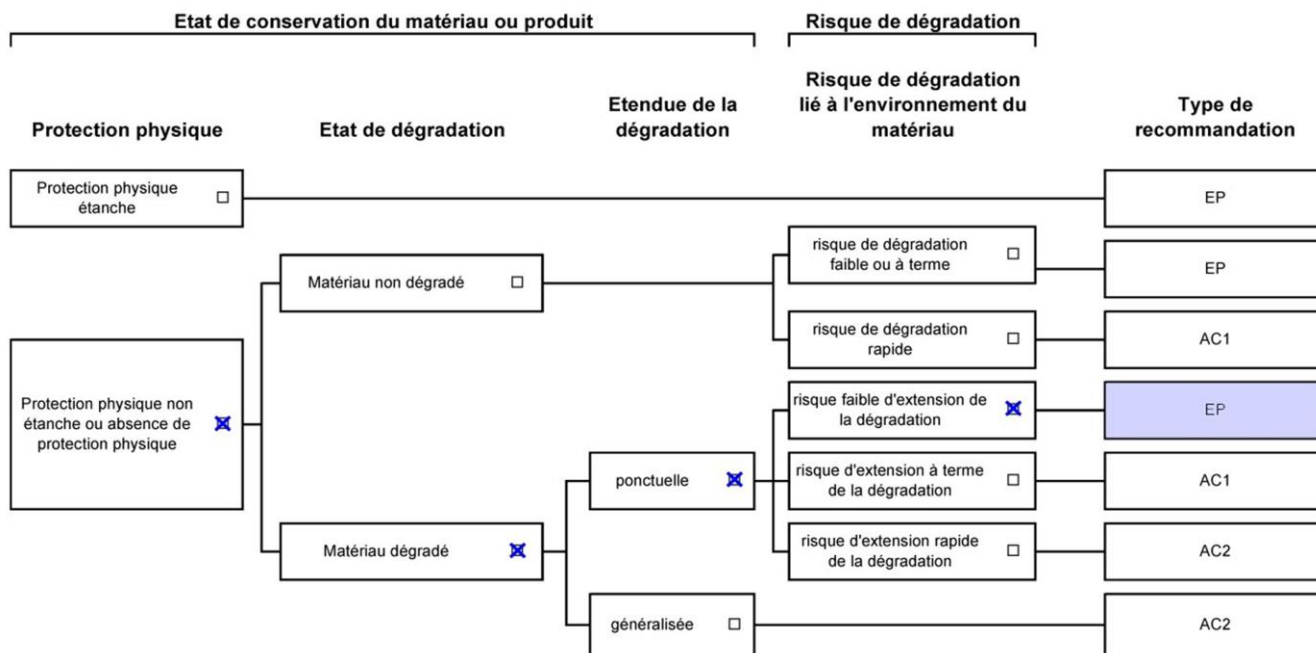 Etat de conservation du matériau ou produit
Risque de dégradation
Protection physique
Etat de dégradation
Etendue de la
dégradation
Risque de dégradation
lié à l'environnement du
matériau
Type de
recommandation
Protection physique
étanche
EP
Matériau non dégradé
risque de dégradation
faible ou à terme
EP
risque de dégradation
rapide
AC1
Protection physique non
étanche ou absence de
protection physique
risque faible d'extension de
la dégradation
EP
ponctuelle
risque d'extension à terme
de la dégradation
AC1
Matériau dégradé
risque d'extension rapide
de la dégradation
AC2
généralisée
AC2